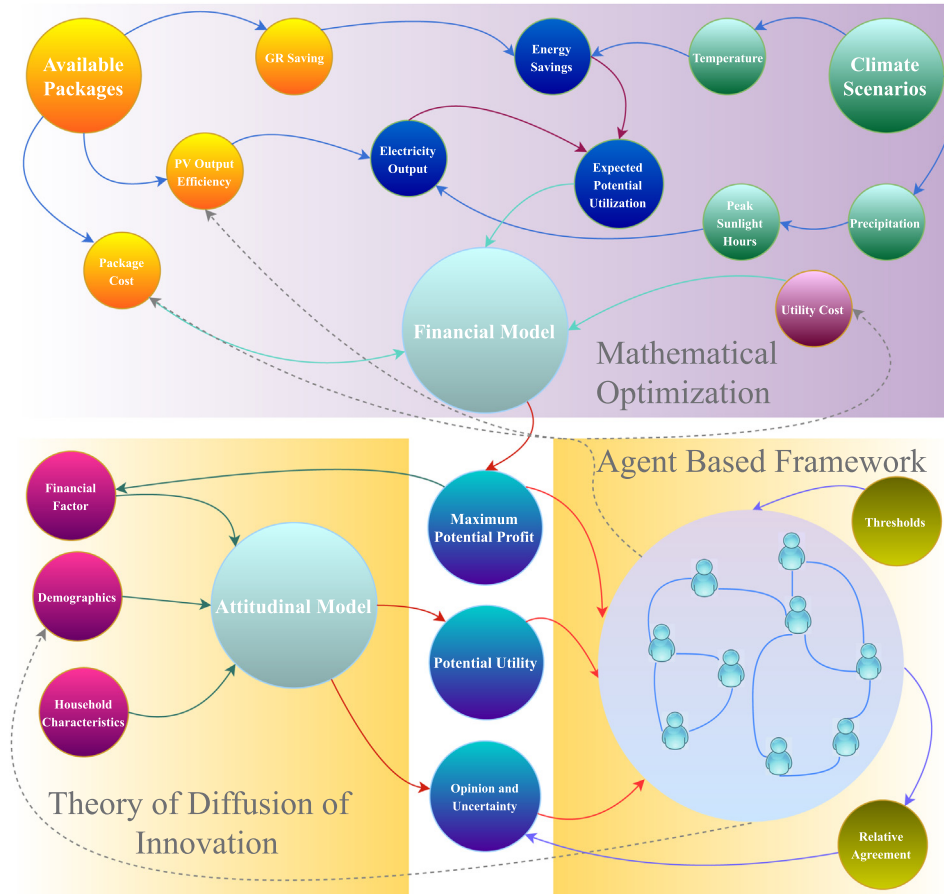 Available
Packages
GR Saving
Energy
Savings
Temperature
Climate
Scenarios
PV Output
Efficiency
Electricity
Output
Expected
Potential
Utilization
Peak
Sunlight
Hours
Precipitation
Package
Cost
Financial Model
Utility Cost
Mathematical
Optimization
Agent Based Framework
Financial
Factor
Maximum
Potential Profit
Thresholds
Demographics
Attitudinal Model
Potential Utility
Household
Characteristics
Opinion and
Uncertainty
Theory of Diffusion of
Innovation
Relative
Agreement